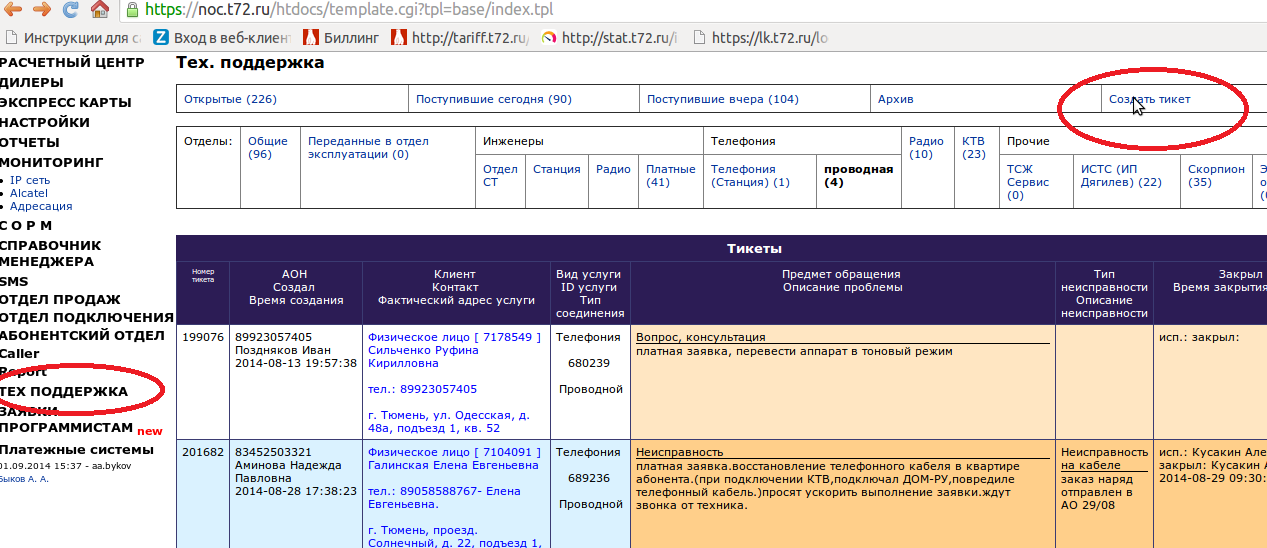 https://noc.t72.ru/htdocs/template.cgi?tpl=base/index.tpl
Инструкции для с
Вход в веб-клиент
Биллинг
http://tariff.t72.ru/
http://stat.t72.ru/i
https://lk.t72.ru/lo
РАСЧЕТНЫЙ ЦЕНТР
ДИЛЕРЫ
ЭКСПРЕСС КАРТЫ
НАСТРОЙКИ
ОТЧЕТЫ
МОНИТОРИНГ
IP сеть
Alcatel
Адресация
С О Р М
СПРАВОЧНИК
МЕНЕДЖЕРА
SMS
ОТДЕЛ ПРОДАЖ
ОТДЕЛ ПОДКЛЮЧЕНИЯ
АБОНЕНТСКИЙ ОТДЕЛ
Caller
Report
ТЕХ ПОДДЕРЖКА
ЗАЯВКИ
ПРОГРАММИСТАМ new
Платежные системы
01.09.2014 15:37 - aa.bykov
Быков А. А.
Тех. поддержка
Открытые (226)
Поступившие сегодня (90)
Поступившие вчера (104)
Архив
Создать тикет
Отделы:
Общие
(96)
Переданные в отдел
эксплуатации (0)
Инженеры
Отдел
СТ
Станция
Радио
Платные
(41)
Телефония
Телефония
(Станция) (1)
проводная
(4)
Радио
(10)
КТВ
(23)
Прочие
ТСЖ
Сервис
(0)
ИСТС (ИП
Дягилев) (22)
Скорпион
(35)
Тикеты
Номер
тикета
АОН
Создал
Время создания
Клиент
Контакт
Фактический адрес услуги
Вид услуги
ID услуги
Тип
соединения
Предмет обращения
Описание проблемы
Тип
неисправности
Описание
неисправности
Закрыл
Время закрытия
199076
89923057405
Поздняков Иван
2014-08-13 19:57:38
Физическое лицо [ 7178549 ]
Сильченко Руфина
Кирилловна
тел.: 89923057405
г. Тюмень, ул. Одесская, д.
48а, подъезд 1, кв. 52
Телефония
680239
Проводной
Вопрос, консультация
платная заявка, перевести аппарат в тоновый режим
исп.: закрыл:
201682
83452503321
Аминова Надежда
Павловна
2014-08-28 17:38:23
Физическое лицо [ 7104091 ]
Галинская Елена Евгеньевна
тел.: 89058588767- Елена
Евгеньевна.
г. Тюмень, проезд.
Солнечный, д. 22, подъезд 1,
Телефония
689236
Проводной
Неисправность
платная заявка.восстановление телефонного кабеля в квартире
абонента.(при подключении КТВ,подключал ДОМ-РУ,повредиле
телефонный кабель.)просят ускорить выполнение заявки.ждут
звонка от техника.
Неисправность
на кабеле
заказ наряд
отправлен в
АО 29/08
исп.: Кусакин Але
закрыл: Кусакин А
2014-08-29 09:30: